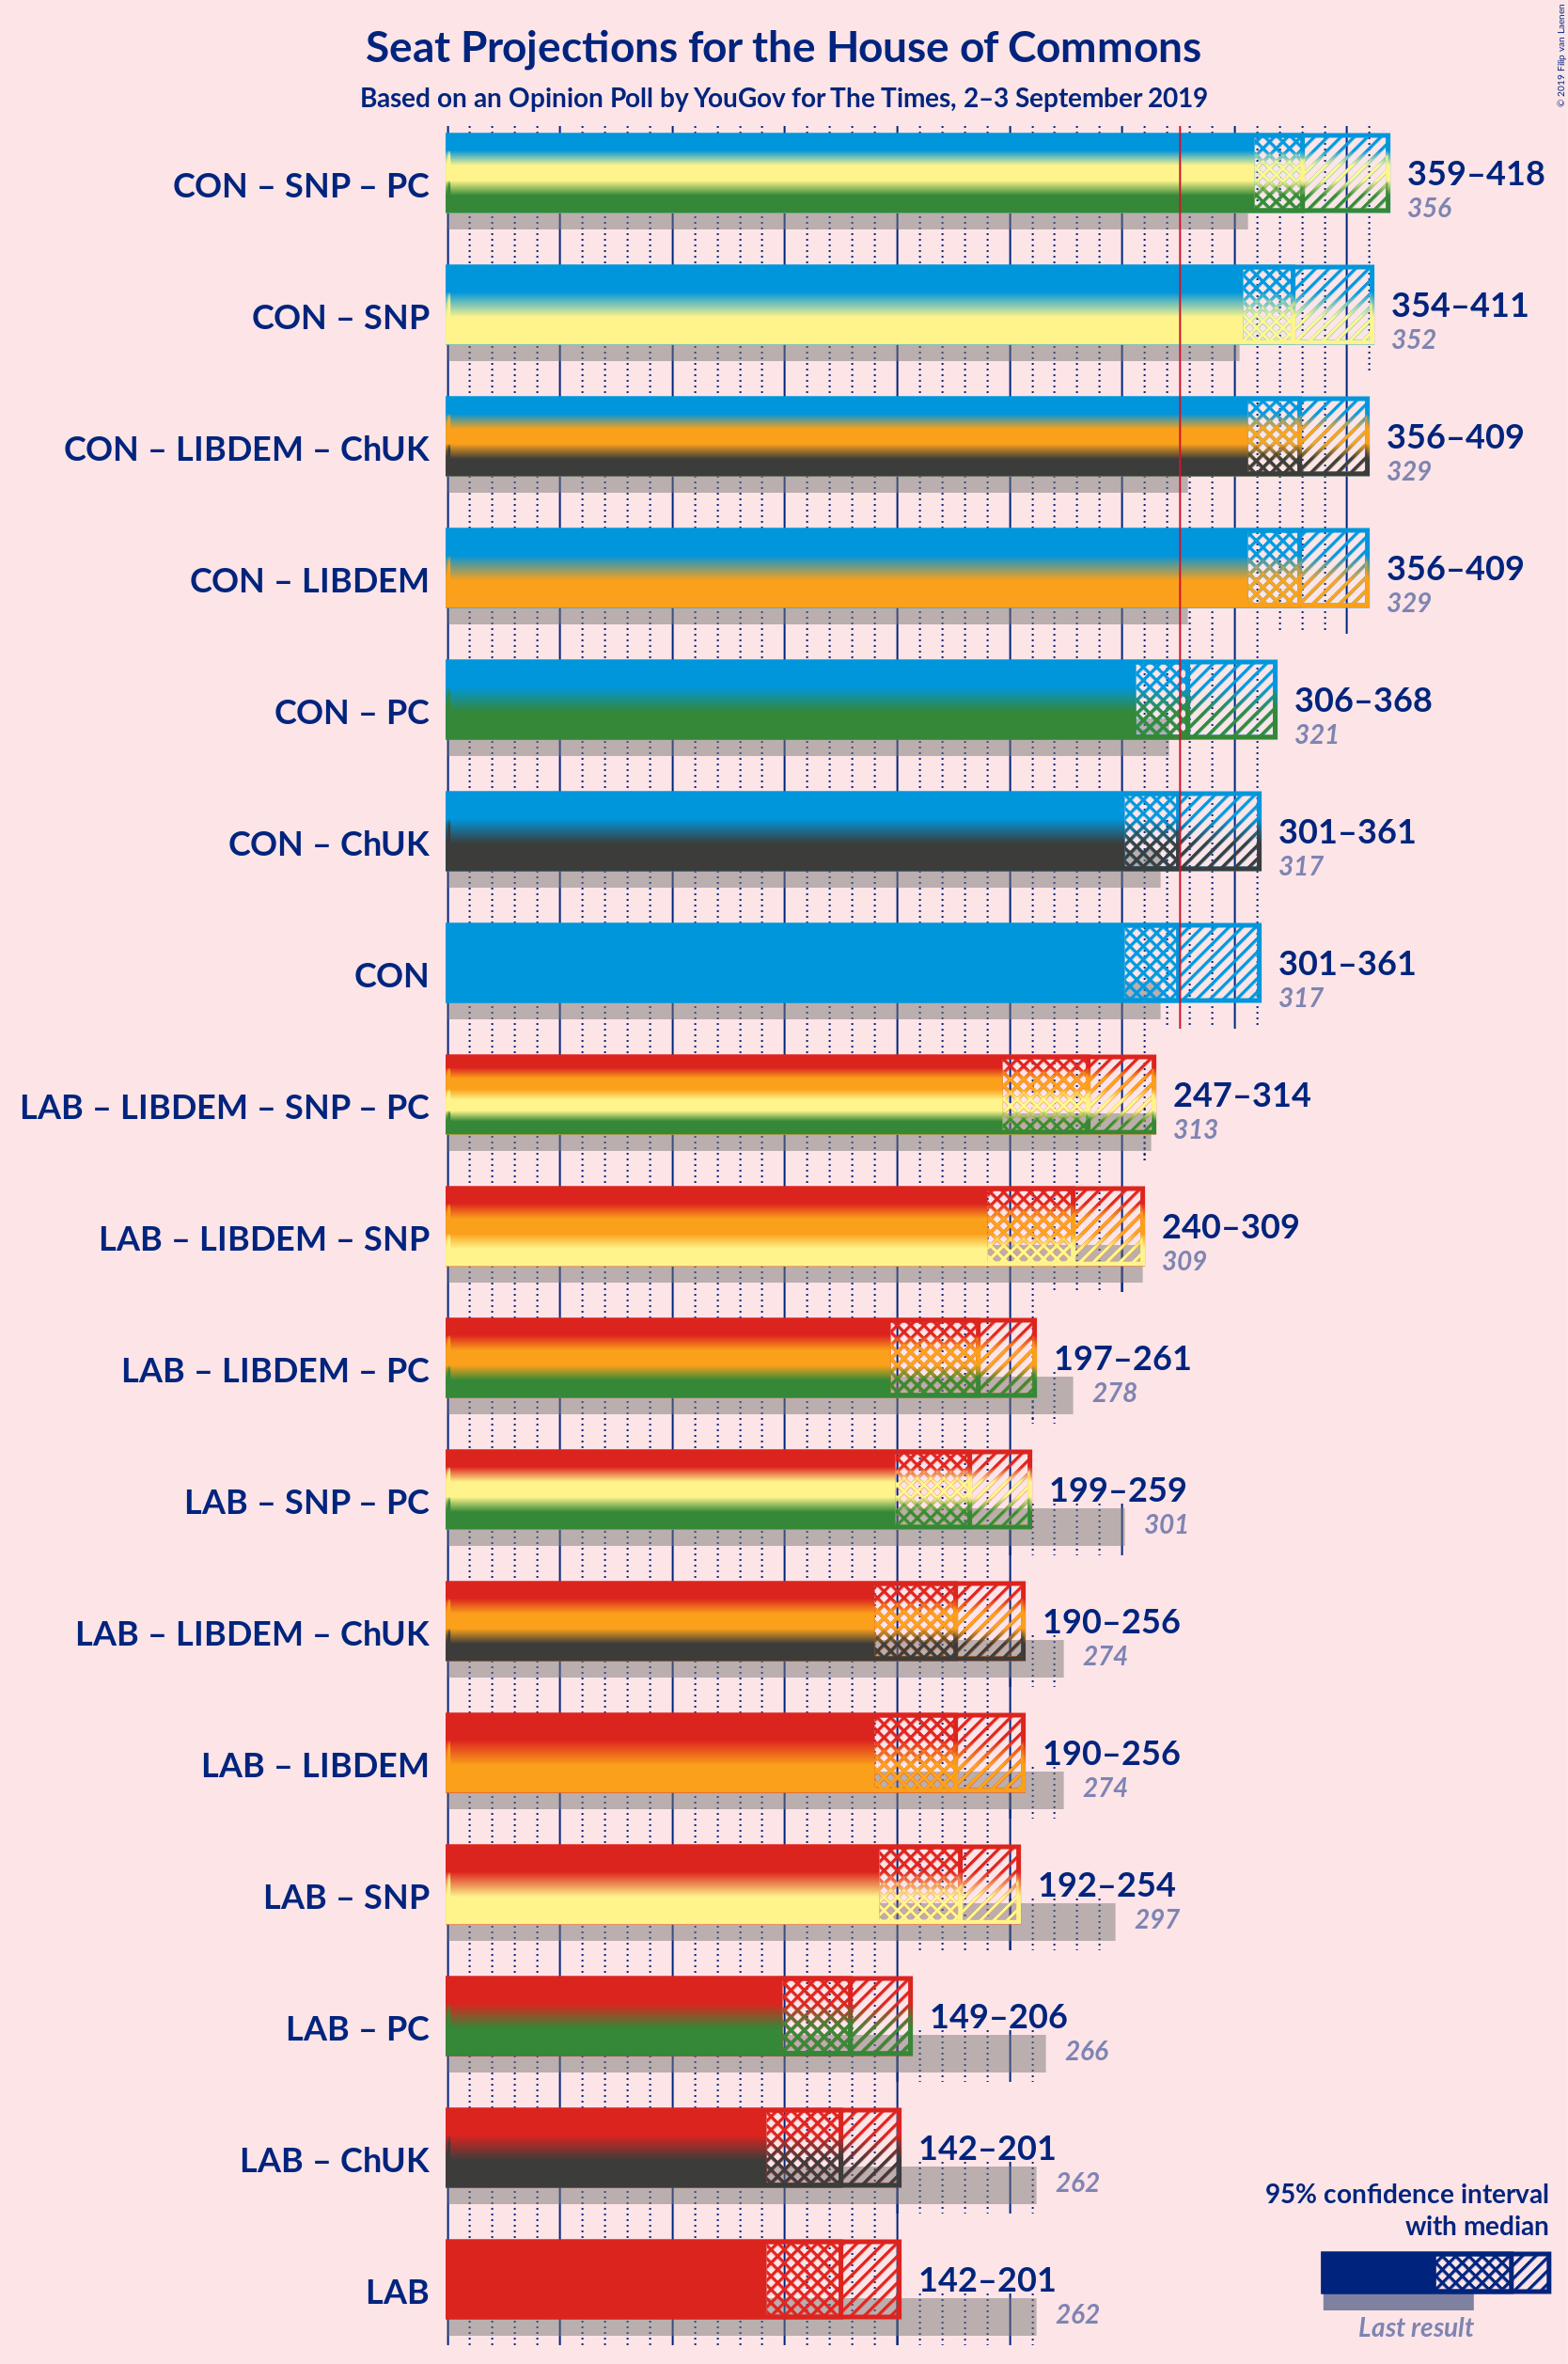 © 2019 Filip van Laenen
Seat Projections for the House of Commons
Based on an Opinion Poll by YouGov for The Times, 2–3 September 2019
CON – SNP – PC
359–418
356
CON – SNP
354–411
352
CON – LIBDEM – ChUK
356–409
329
CON – LIBDEM
356–409
329
CON – PC
306–368
321
CON – ChUK
301–361
317
CON
301–361
317
LAB – LIBDEM – SNP – PC
247–314
313
LAB – LIBDEM – SNP
240–309
309
LAB – LIBDEM – PC
197–261
278
LAB – SNP – PC
199–259
301
LAB – LIBDEM – ChUK
190–256
274
LAB – LIBDEM
190–256
274
LAB – SNP
192–254
297
LAB – PC
149–206
266
LAB – ChUK
142–201
262
LAB
142–201
262
95% confidence interval
with median
Last result